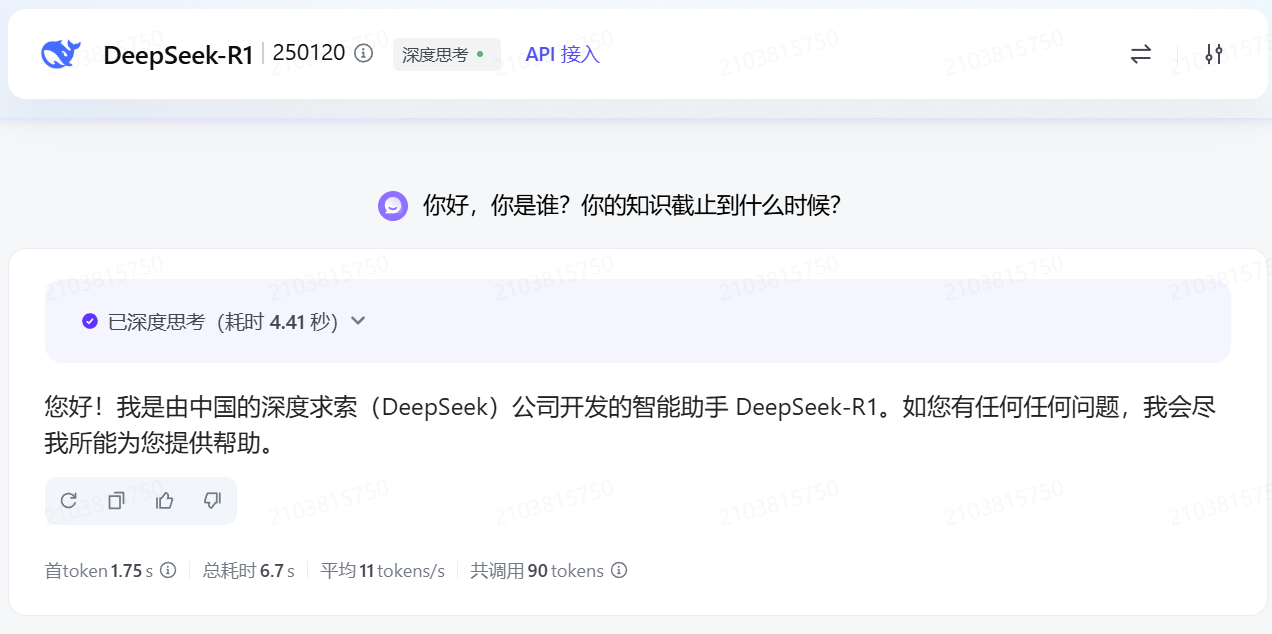 DeepSeek-R1 250120 深度思考 API 接入
你好，你是谁？你的知识截止到什么时候？
已深度思考（耗时 4.41 秒）
您好！我是由中国的深度求索（DeepSeek）公司开发的智能助手 DeepSeek-R1。如您有任何任何问题，我会尽
我所能为您提供帮助。
首token 1.75 s 总耗时 6.7 s 平均 11 tokens/s 共调用 90 tokens
2103815750